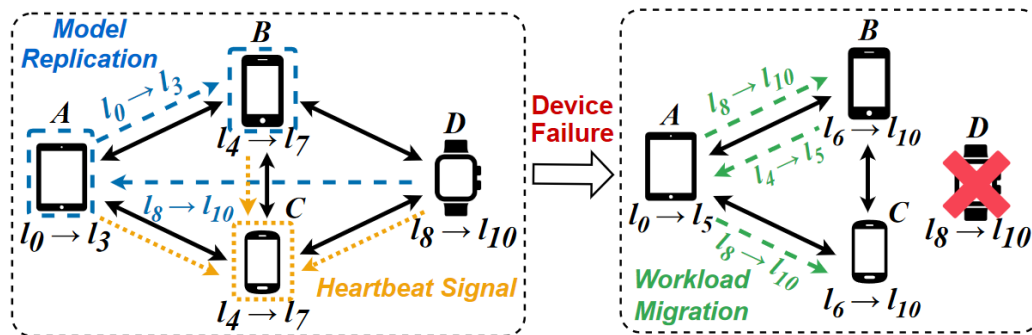 Model
Replication
B
l0 → l3
A
l4 → l7
D
l8 → l10
C
l0 → l3
l8 → l10
Heartbeat Signal
l4 → l7
Device
Failure
B
l8 → l10
A
l6 → l10
D
l4 → l5
C
l0 → l5
l8 → l10
l8 → l10
Workload
Migration
l6 → l10